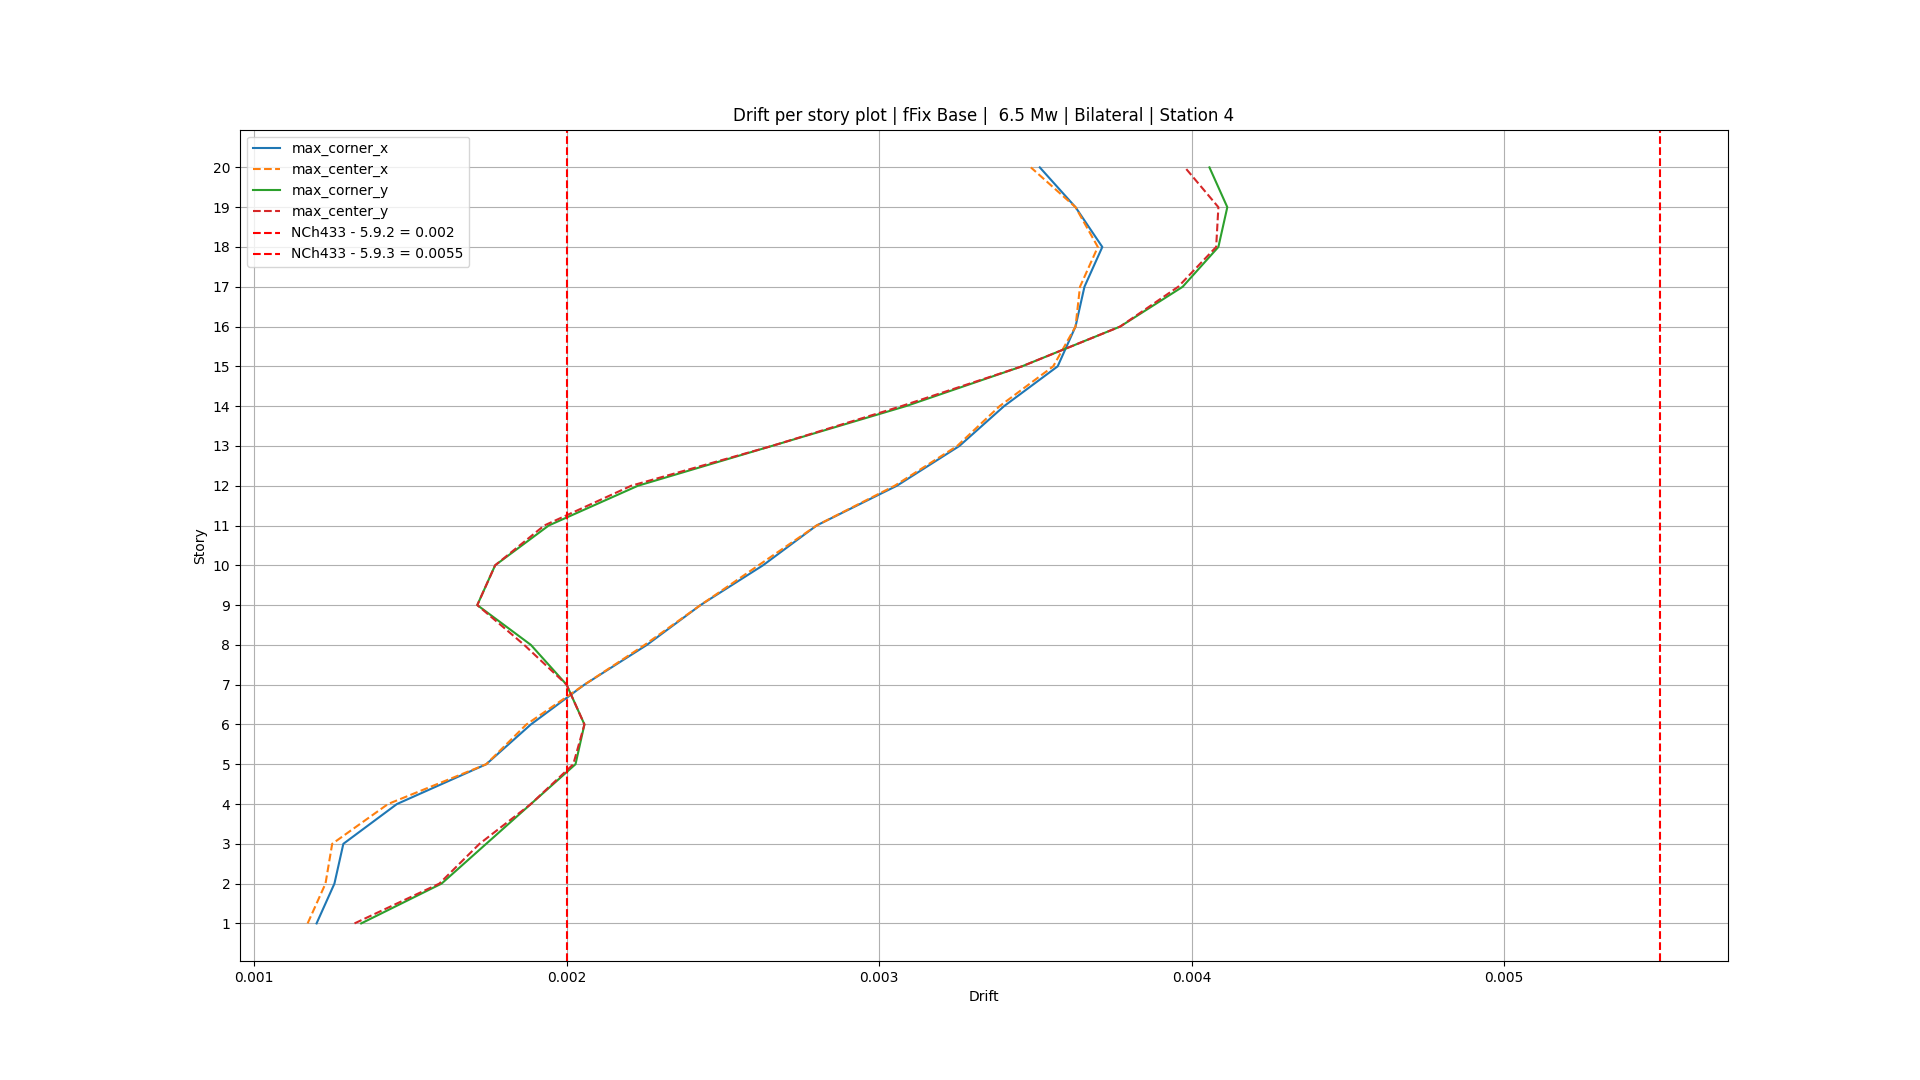 Drift per story plot | fFix Base |  6.5 Mw | Bilateral | Station 4
max_corner_x
max_center_x
max_corner_y
max_center_y
NCh433 - 5.9.2 = 0.002
NCh433 - 5.9.3 = 0.0055
20
19
18
17
16
15
14
13
12
11
10
9
8
7
6
5
4
3
2
1
Story
0.001 0.002 0.003 0.004 0.005
Drift